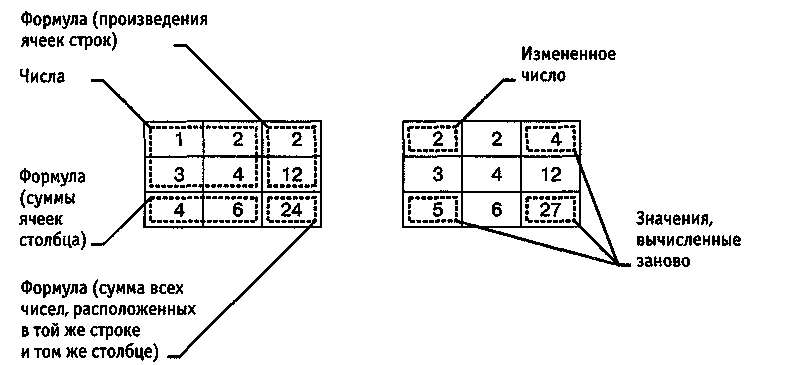 Формула (произведения
ячеек строк)
Числа
Формула
(суммы
ячеек
столбца)
Формула (сумма всех
чисел, расположенных
в той же строке
и том же столбце)
1 2 2
3 4 12
4 6 24
Измененное
число
2 2 4
3 4 12
5 6 27
Значения,
вычисленные
заново